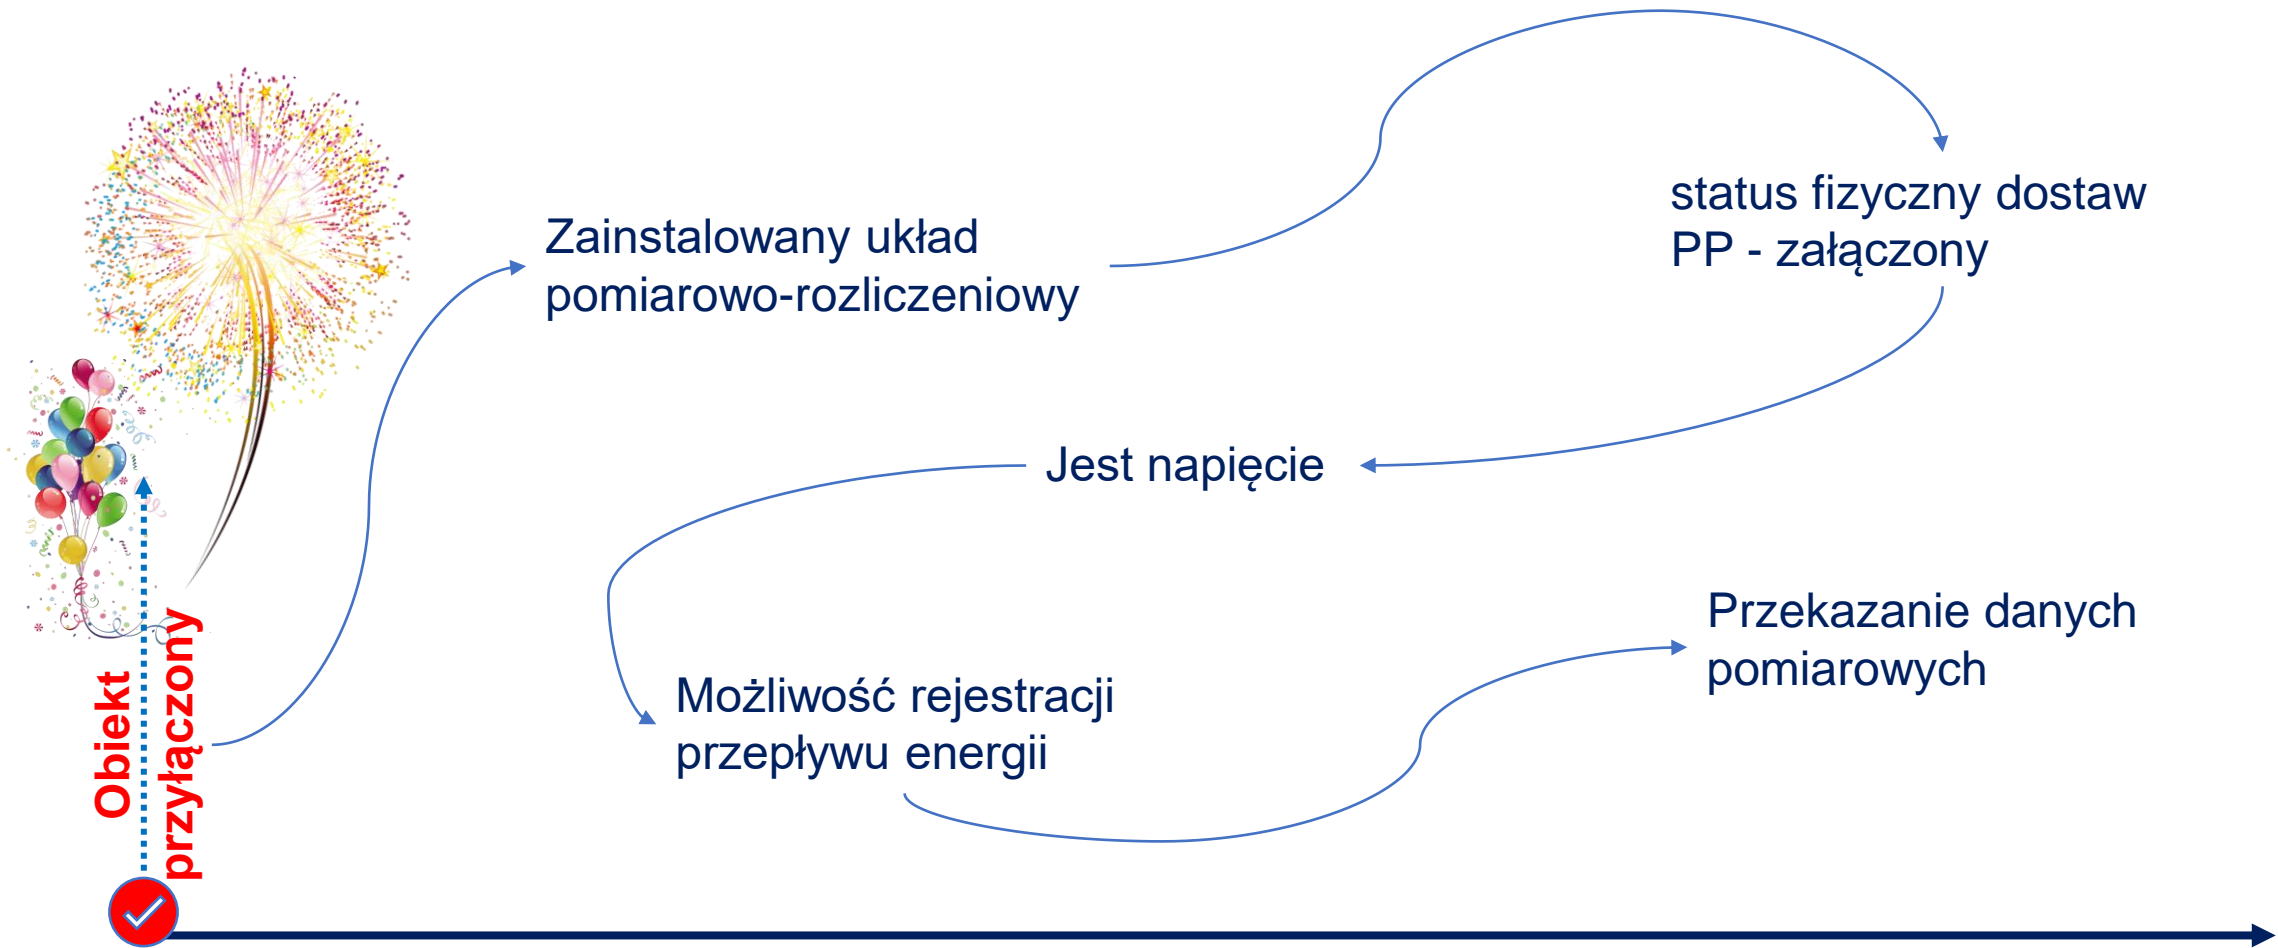 Obiekt
przyłączony
Zainstalowany układ
pomiarowo-rozliczeniowy
status fizyczny dostaw
PP - załączony
Jest napięcie
Możliwość rejestracji
przepływu energii
Przekazanie danych
pomiarowych